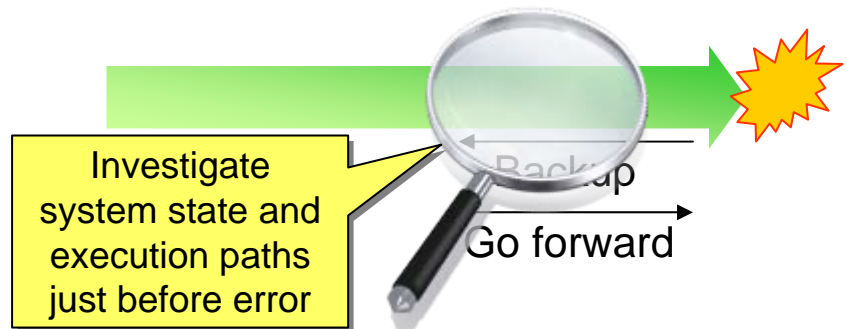 Investigate
system state and
execution paths
just before error
Backup
Go forward